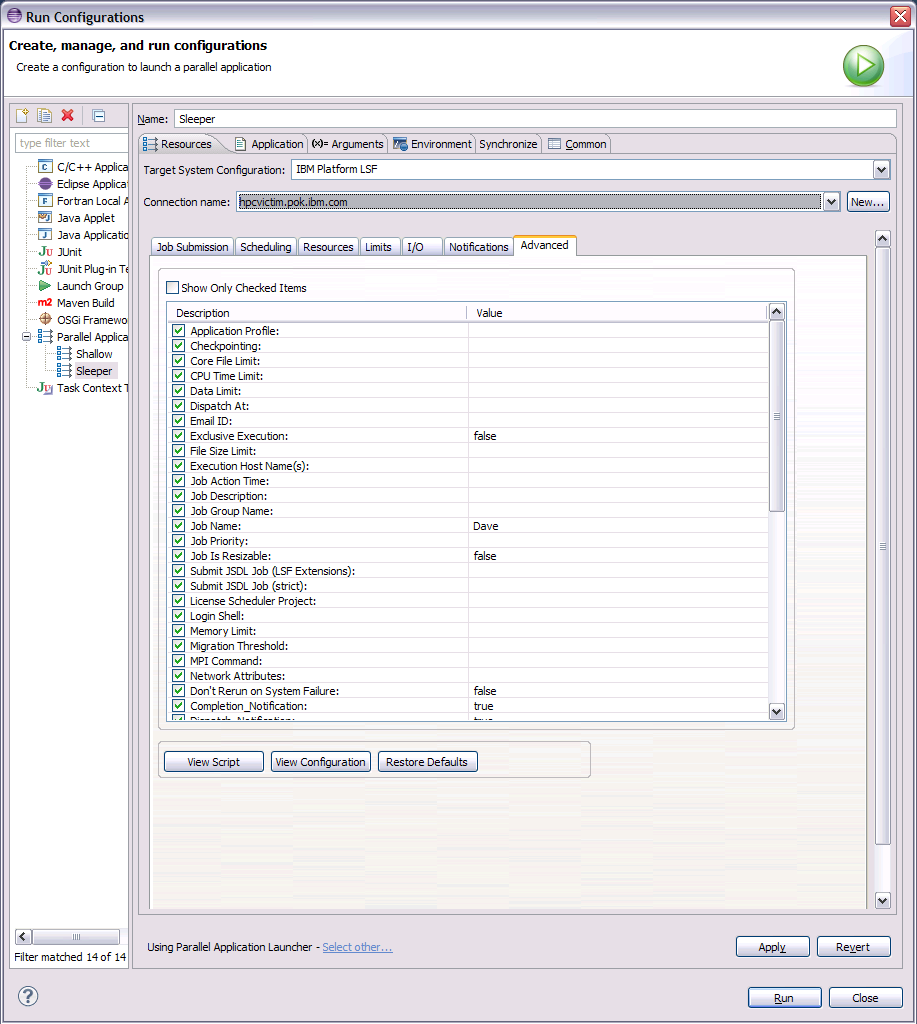 Run Configurations
Create, manage, and run configurations
Create a configuration to launch a parallel application
type filter text
C/C++ Applica
Eclipse Applicat
Fortran Local A
Java Applet
Java Applicatio
JUnit
JUnit Plug-in Te
Launch Group
Maven Build
OSGi Framewo
Parallel Applica
Shallow
Sleeper
Task Context T
Filter matched 14 of 14
Name: Sleeper
Resources Application (x)= Arguments Environment Synchronize Common
Target System Configuration: IBM Platform LSF
Connection name: hpcvictim.pok.ibm.com New...
Job Submission Scheduling Resources Limits I/O Notifications Advanced
Show Only Checked Items
Description Value
Application Profile:
Checkpointing:
Core File Limit:
CPU Time Limit:
Data Limit:
Dispatch At:
Email ID:
Exclusive Execution: false
File Size Limit:
Execution Host Name(s):
Job Action Time:
Job Description:
Job Group Name:
Job Name: Dave
Job Priority:
Job Is Resizable: false
Submit JSDL Job (LSF Extensions):
Submit JSDL Job (strict):
License Scheduler Project:
Login Shell:
Memory Limit:
Migration Threshold:
MPI Command:
Network Attributes:
Don't Rerun on System Failure: false
Completion_Notification: true
Dispatch_Notification: true
View Script View Configuration Restore Defaults
Using Parallel Application Launcher - Select other...
Apply Revert
Run Close